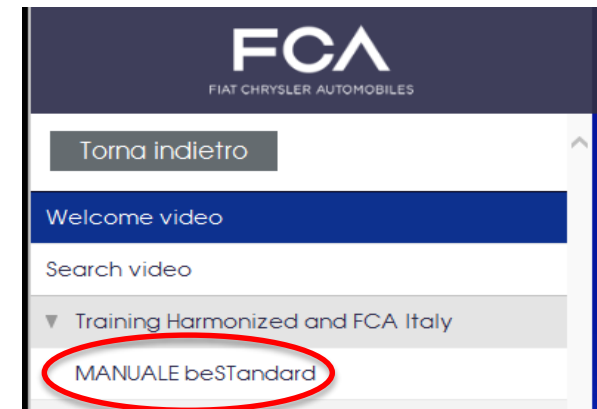 FCA
FIAT CHRYSLER AUTOMOBILES
Torna indietro
Welcome video
Search video
Training Harmonized and FCA Italy
MANUALE beSTandard